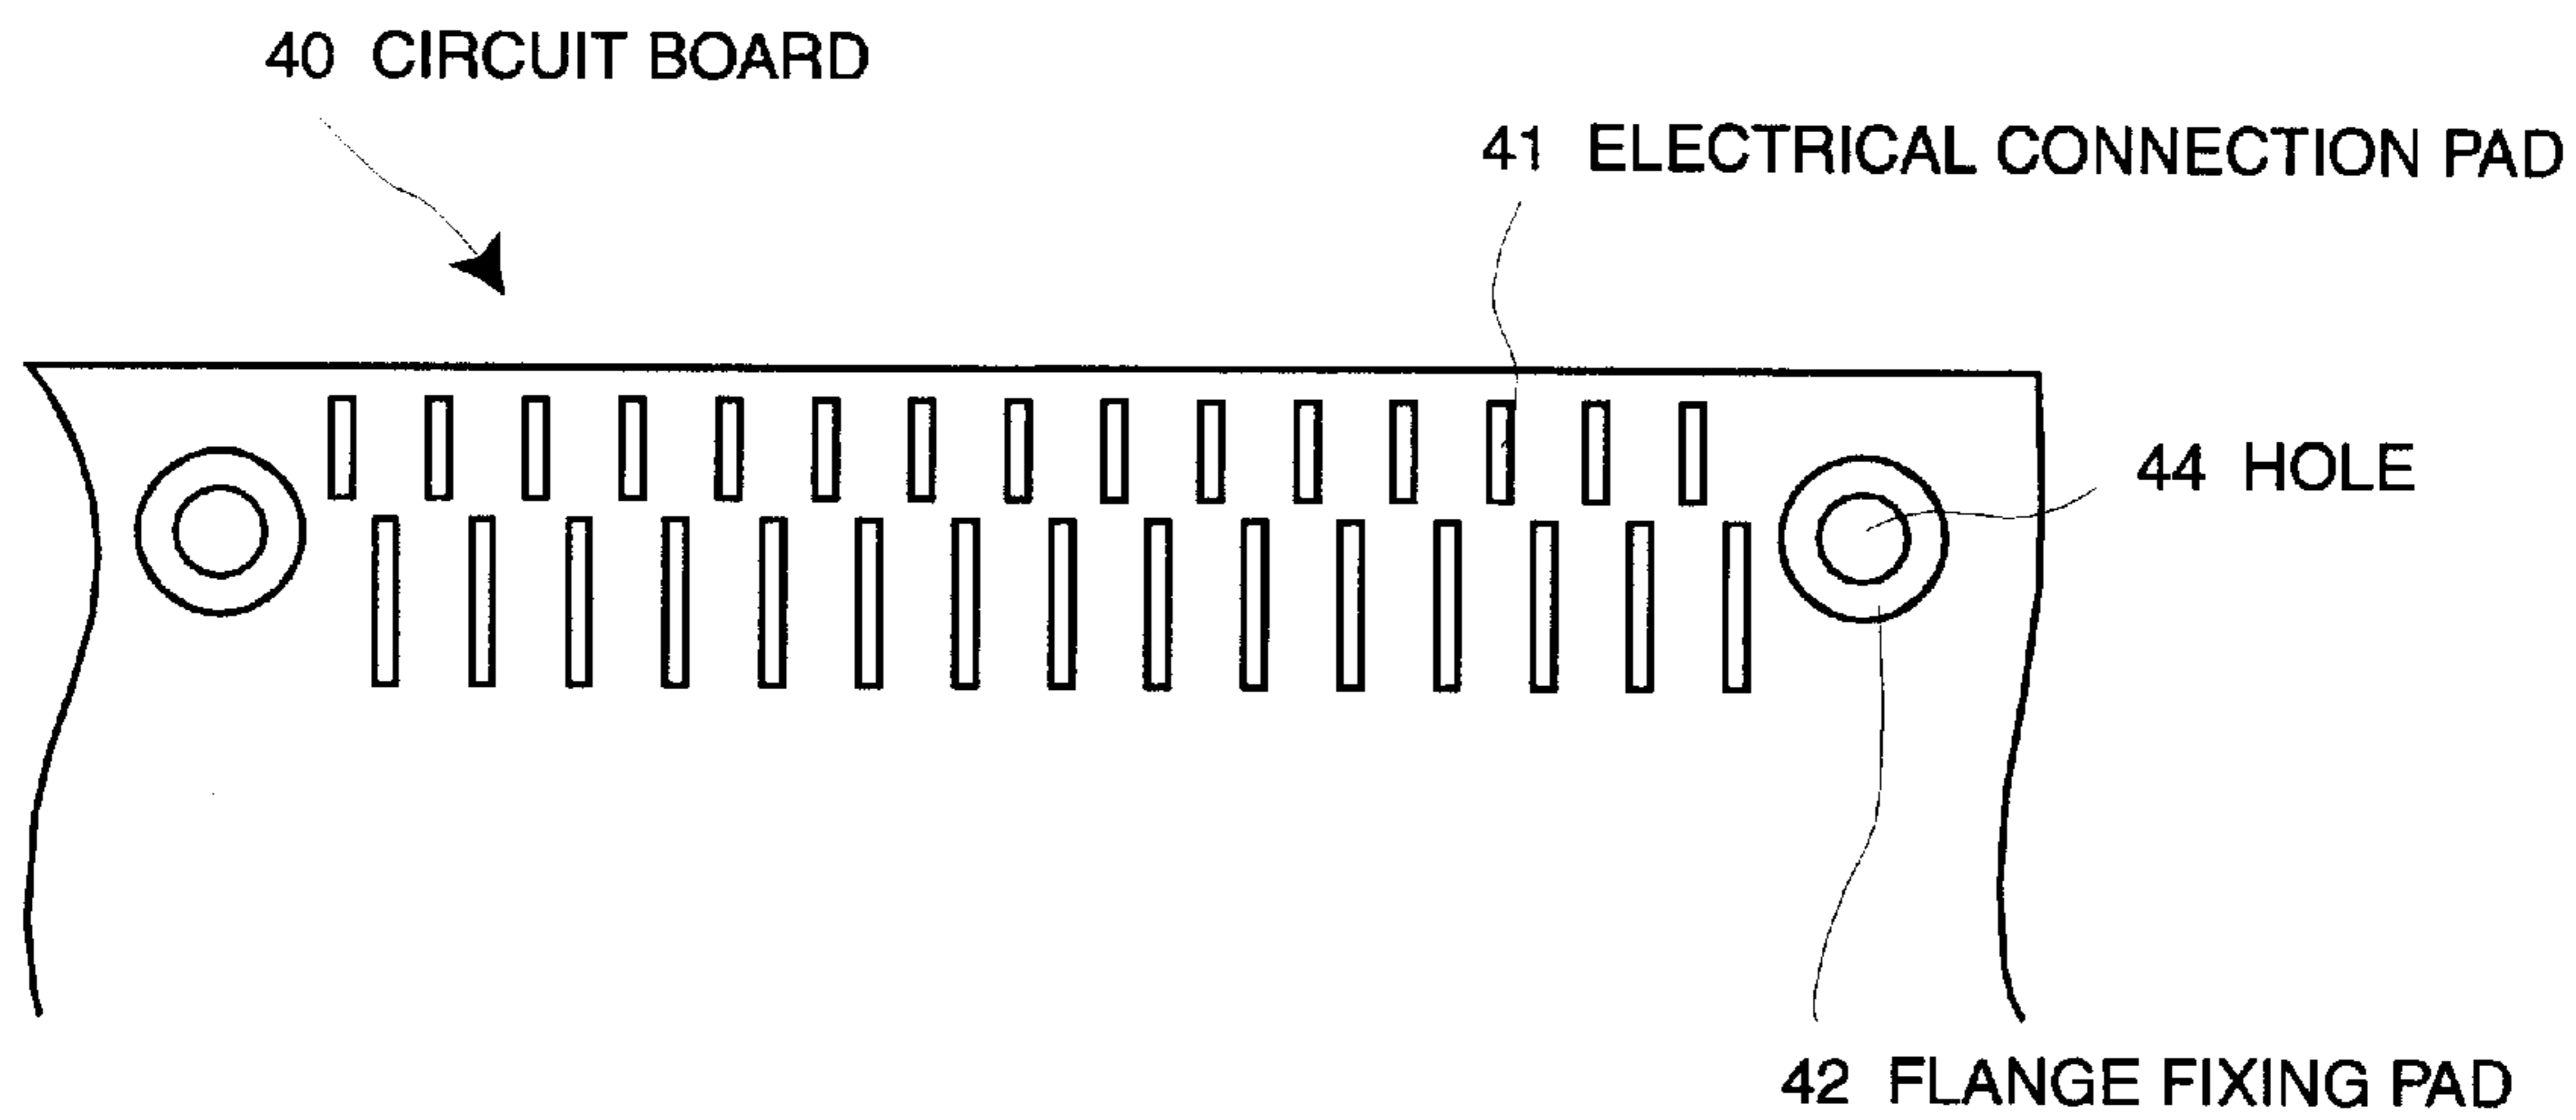 40 CIRCUIT BOARD
41 ELECTRICAL CONNECTION PAD
44 HOLE
42 FLANGE FIXING PAD